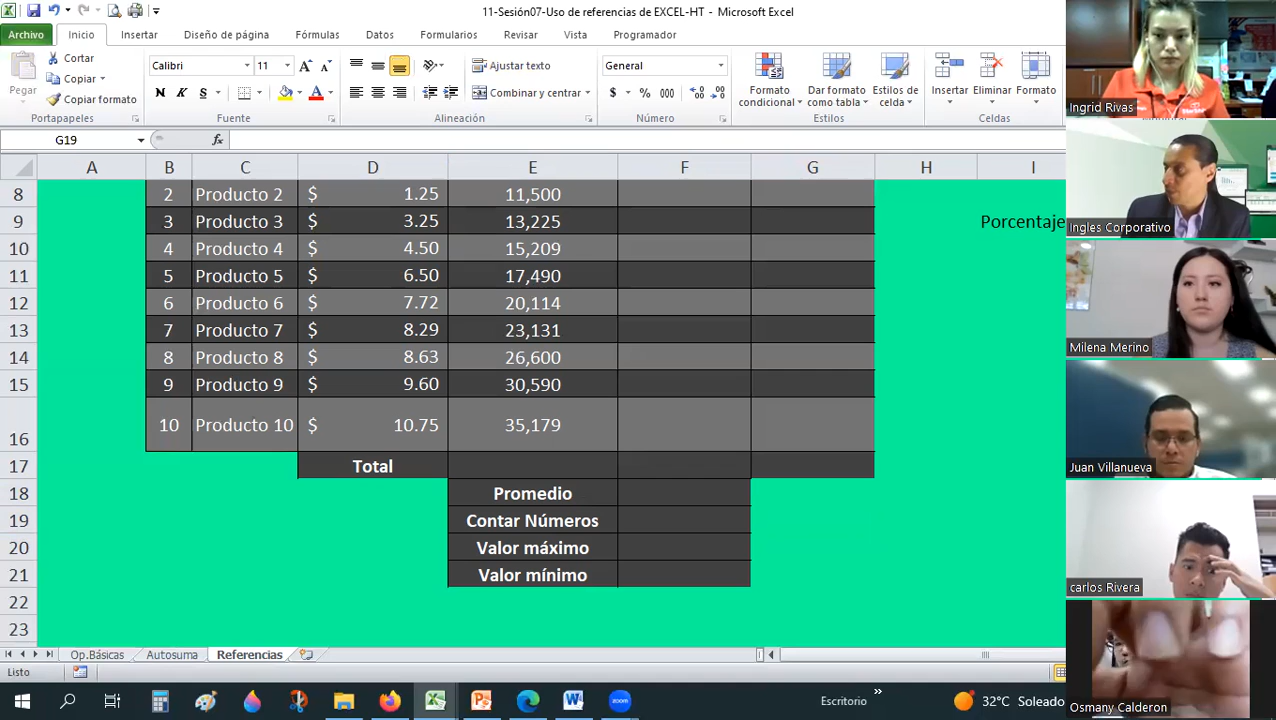 11-Sesión07-Uso de referencias de EXCEL-HT - Microsoft Excel
Archivo Inicio Insertar Diseño de página Fórmulas Datos Formularios Revisar Vista Programador
Pegar Cortar Copiar Copiar formato
Calibri 11
N K S
Ajustar texto
Combinar y centrar
General
$ % 000
Formato condicional Dar formato como tabla Estilos de celda
Insertar Eliminar Formato
Portapapeles Fuente Número Estilos Celdas
G19 fx
A B C D E F G H I
8 2 Producto 2 $ 1.25 11,500
9 3 Producto 3 $ 3.25 13,225 Porcentaje
10 4 Producto 4 $ 4.50 15,209
11 5 Producto 5 $ 6.50 17,490
12 6 Producto 6 $ 7.72 20,114
13 7 Producto 7 $ 8.29 23,131
14 8 Producto 8 $ 8.63 26,600
15 9 Producto 9 $ 9.60 30,590
16 10 Producto 10 $ 10.75 35,179
17 Total
18 Promedio
19 Contar Números
20 Valor máximo
21 Valor mínimo
22
23
Op.Básicas Autosuma Referencias
Listo
Escritorio » 32°C Soleado
zoom
Ingrid Rivas
Ingles Corporativo
Milena Merino
Juan Villanueva
carlos Rivera
Osmany Calderon